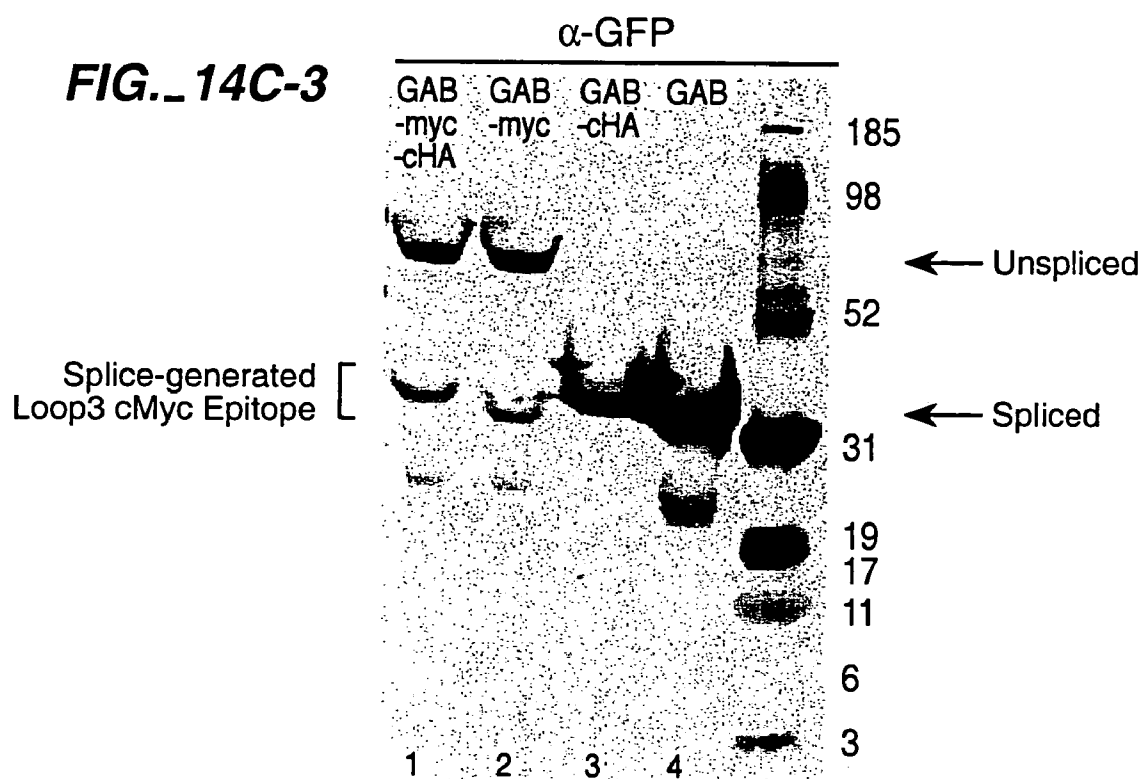 α-GFP
FIG._14C-3
GAB
-myc
-cHA
GAB
-myc
GAB
-cHA
GAB
185
98
Unspliced
52
Splice-generated
Loop3 cMyc Epitope
Spliced
31
19
17
11
6
3
1 2 3 4